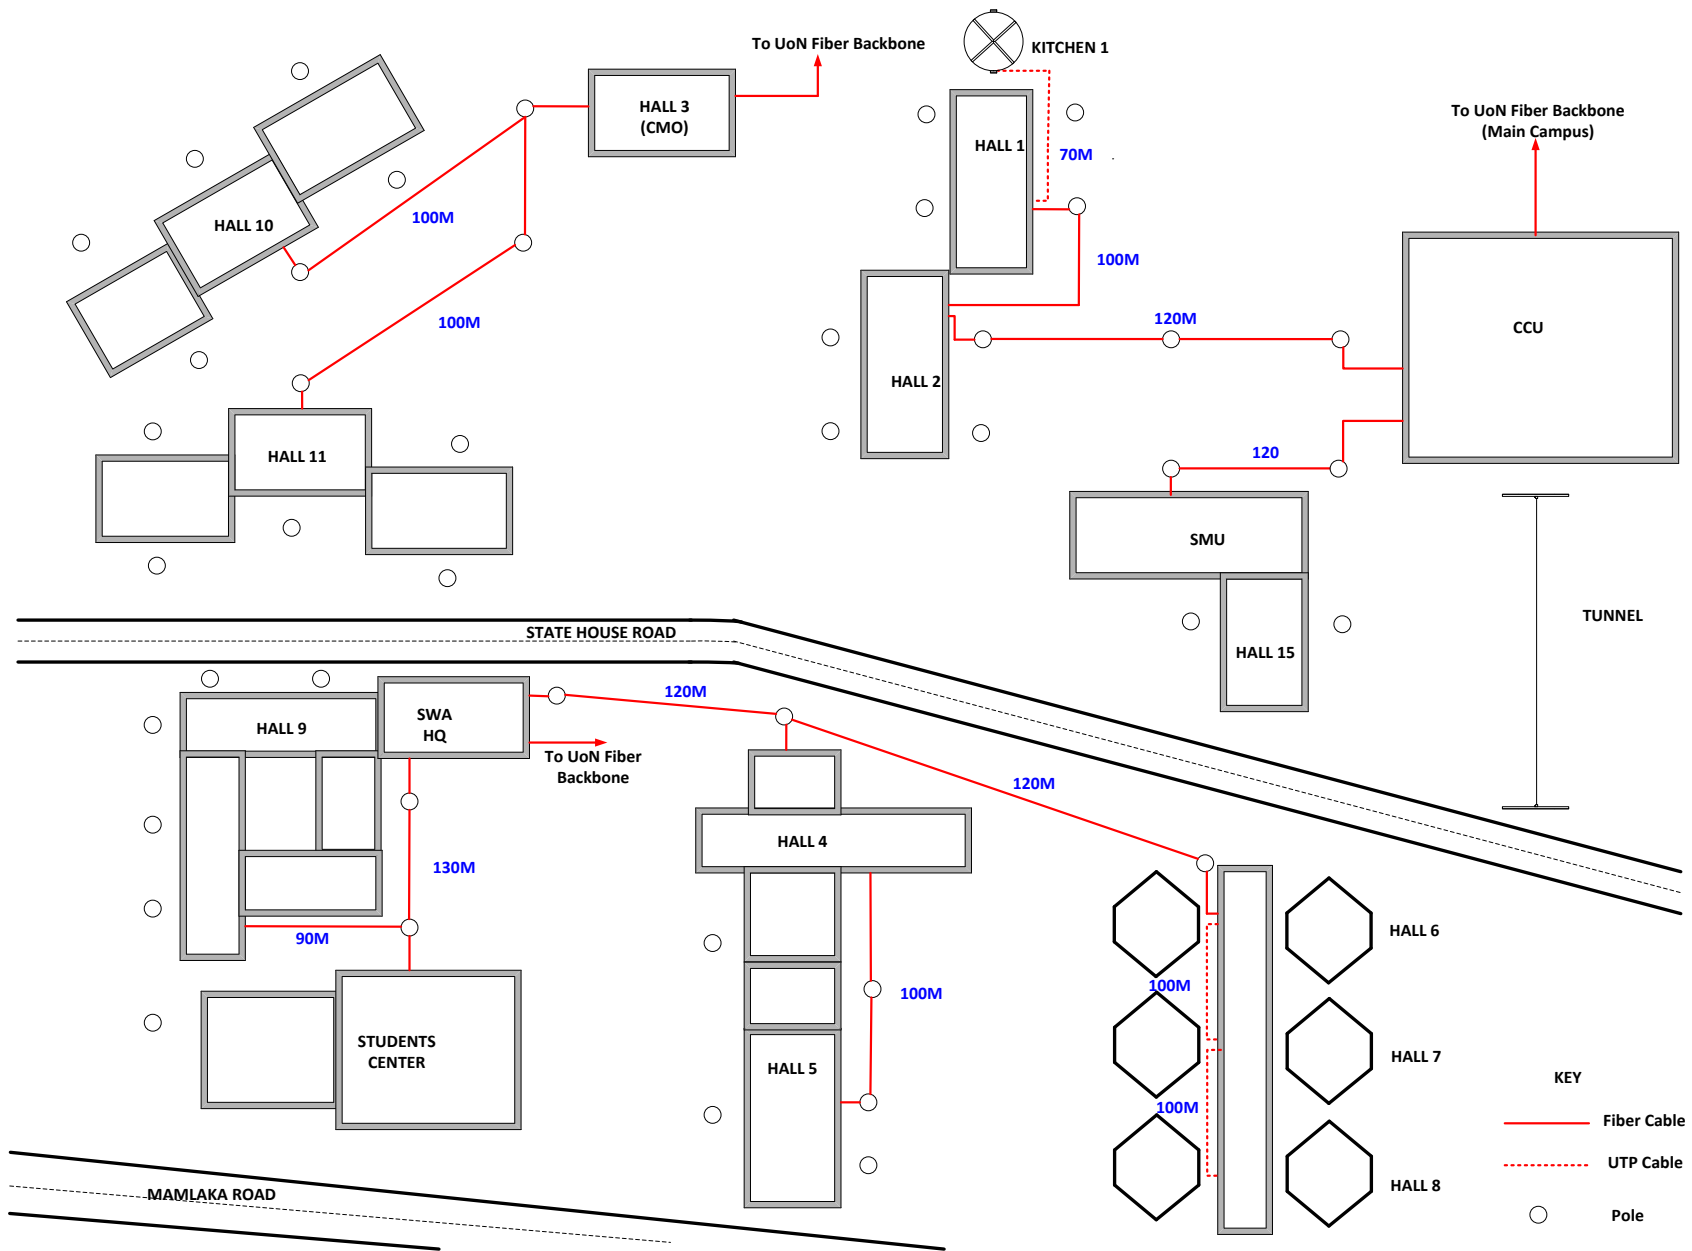 To UoN Fiber Backbone
KITCHEN 1
HALL 3
(CMO)
To UoN Fiber Backbone
(Main Campus)
HALL 1
70M
HALL 10
100M
100M
100M
120M
CCU
HALL 2
HALL 11
120
SMU
TUNNEL
STATE HOUSE ROAD
HALL 15
120M
SWA
HQ
HALL 9
To UoN Fiber
Backbone
120M
HALL 4
130M
90M
HALL 6
100M
100M
STUDENTS
CENTER
HALL 5
HALL 7
KEY
100M
Fiber Cable
UTP Cable
HALL 8
MAMLAKA ROAD
Pole